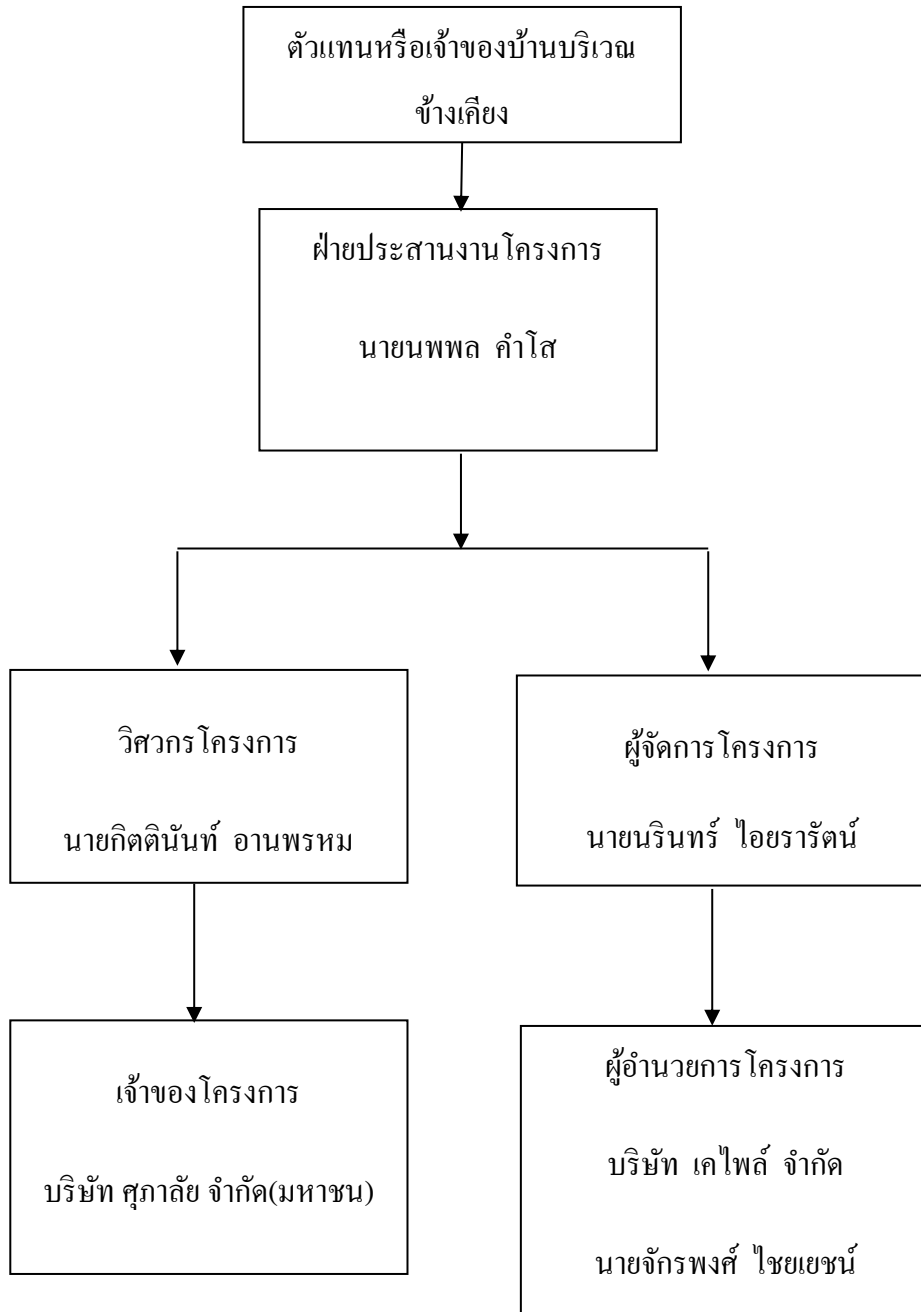 ตัวแทนหรือเจ้าของบ้านบริเวณ
ข้างเคียง
ฝ่ายประสานงานโครงการ
นายนพพล คำโส
วิศวกรโครงการ
นายกิตตินันท์ อานพรหม
ผู้จัดการโครงการ
นายนรินทร์ ไอยรารัตน์
เจ้าของโครงการ
บริษัท ศุภาลัย จำกัด(มหาชน)
ผู้อำนวยการโครงการ
บริษัท เคไพล์ จำกัด
นายจักรพงศ์ ไชยเยชน์